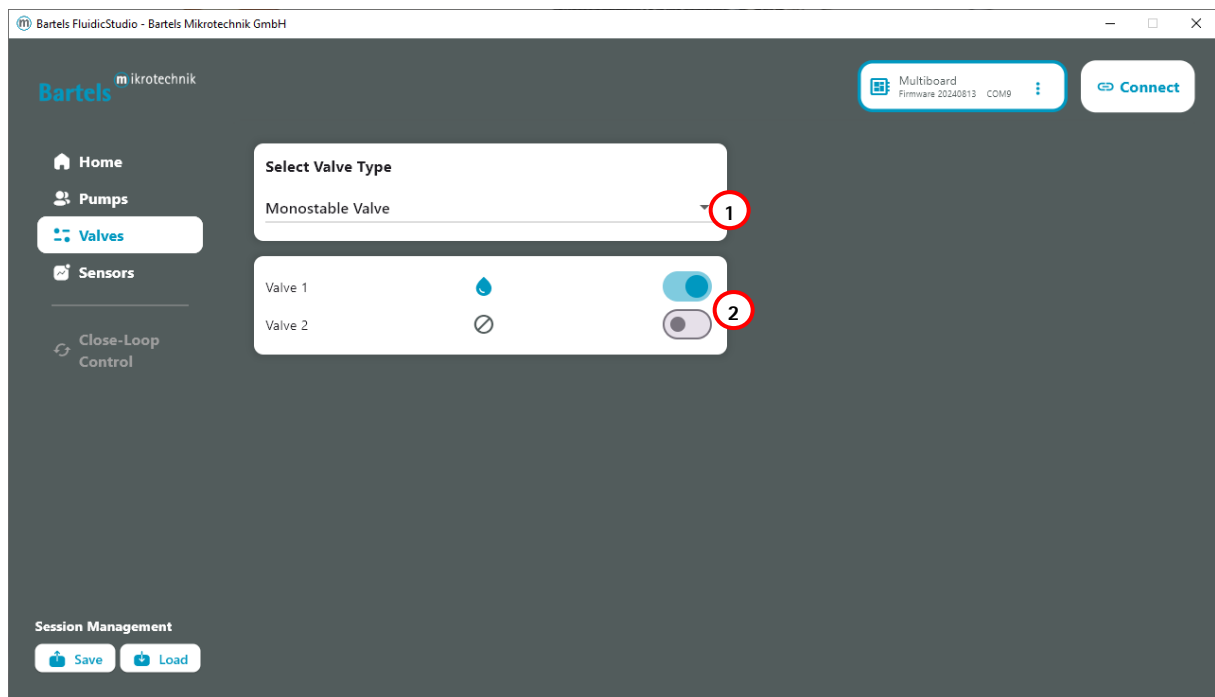 Bartels FluidicStudio - Bartels Mikrotechnik GmbH
Bartels mikrotechnik
Multiboard
Firmware 20240813 COM9
Connect
Home
Pumps
Valves
Sensors
Close-Loop
Control
Select Valve Type
Monostable Valve
1
Valve 1
Valve 2
2
Session Management
Save
Load